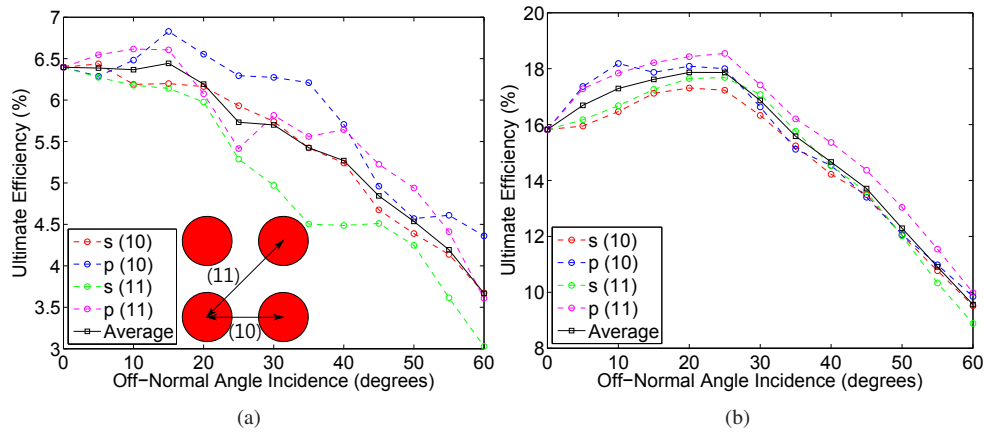 7
6.5
6
5.5
5
4.5
4
3.5
3
Ultimate Efficiency (%)
s (10)
p (10)
s (11)
p (11)
Average
(11)
(10)
0
10
20
30
40
50
60
Off−Normal Angle Incidence (degrees)
(a)
20
18
16
14
12
10
8
Ultimate Efficiency (%)
s (10)
p (10)
s (11)
p (11)
Average
0
10
20
30
40
50
60
Off−Normal Angle Incidence (degrees)
(b)